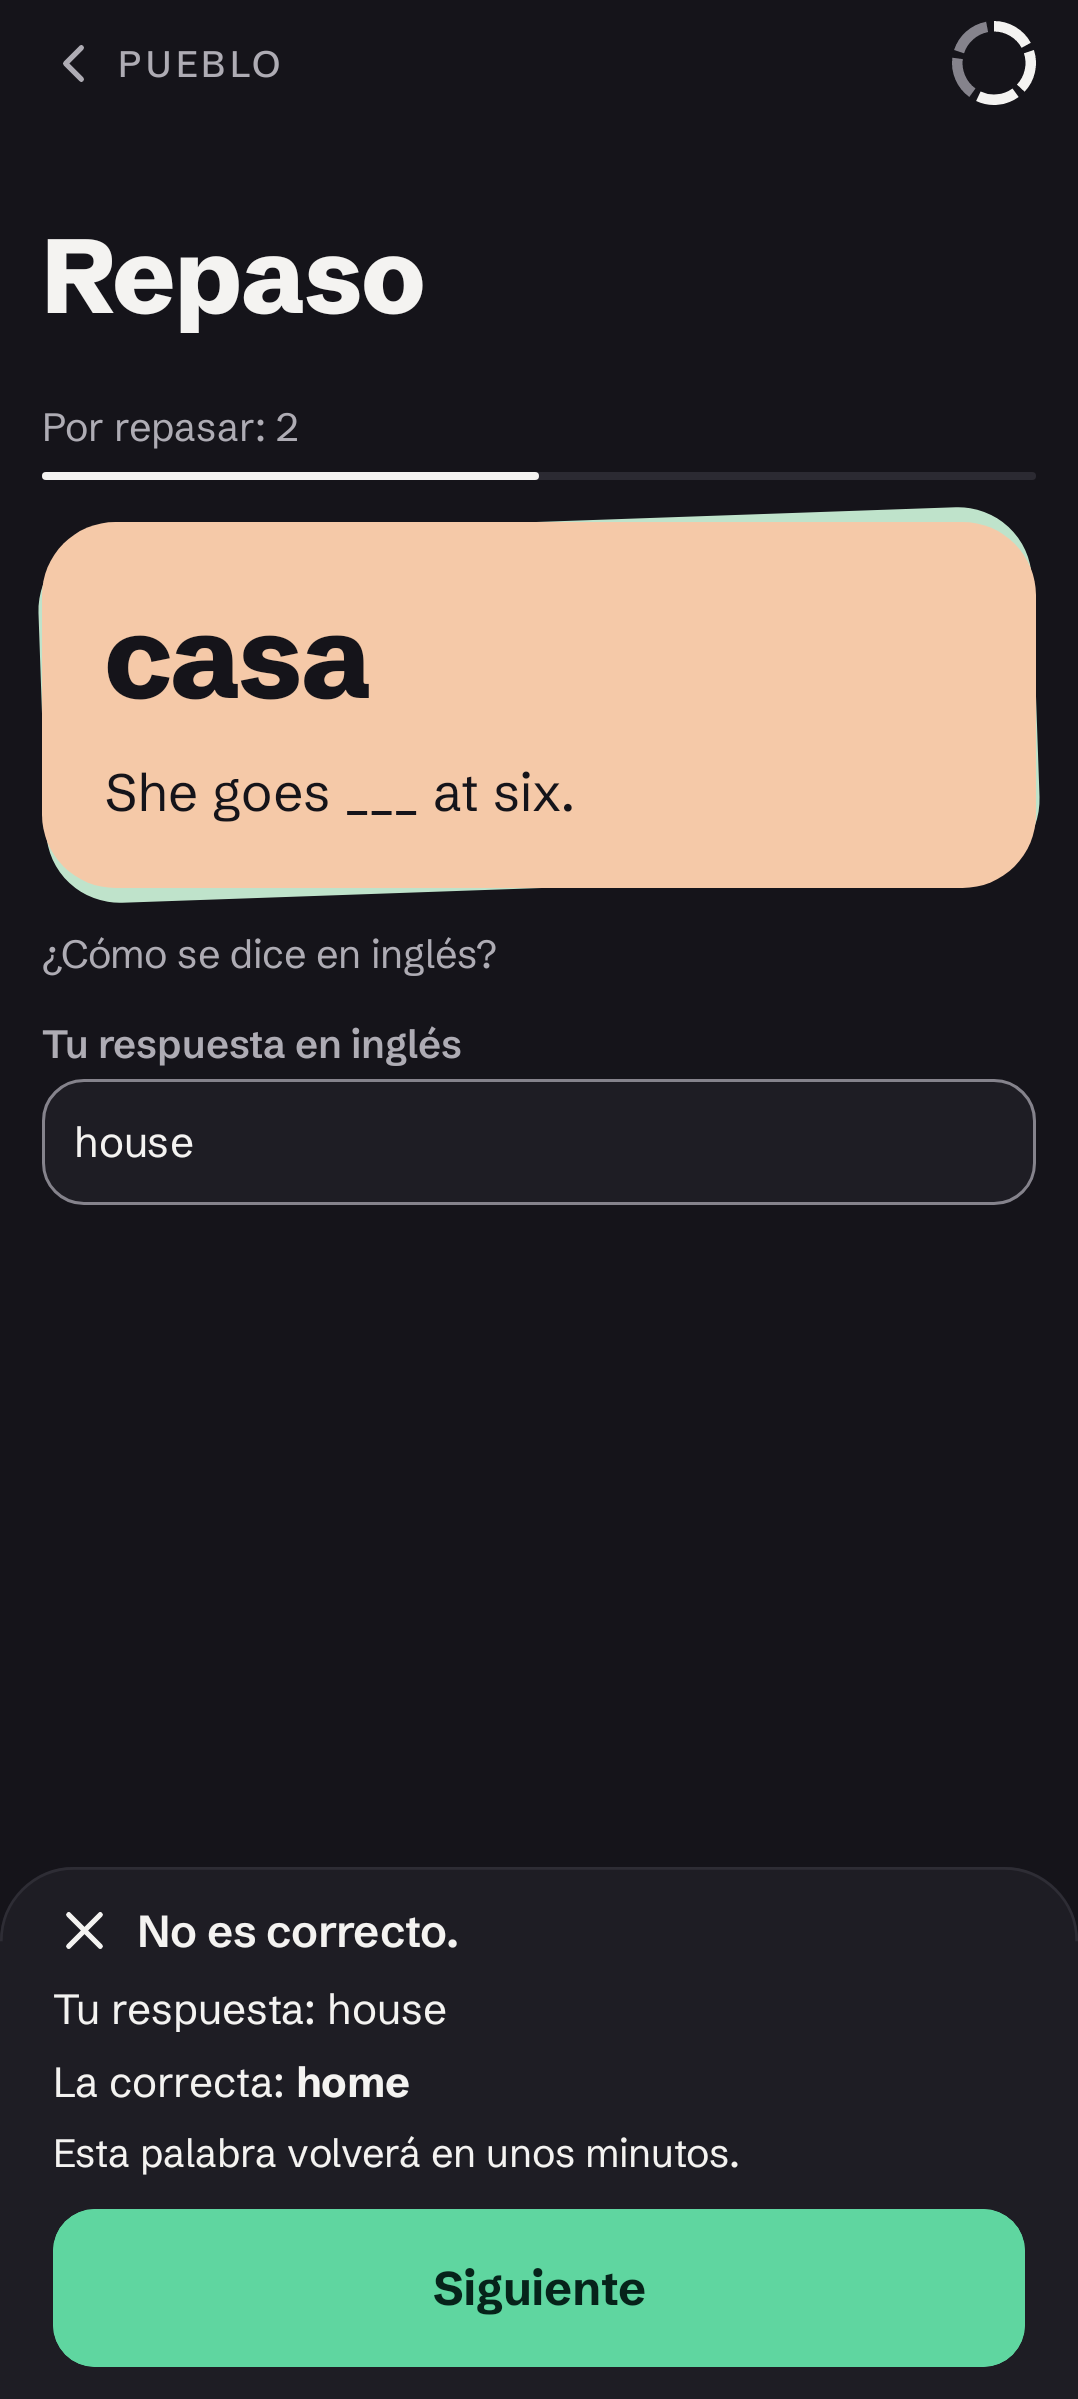 PUEBLO
Repaso
Por repasar: 2
casa
She goes ___ at six.
¿Cómo se dice en inglés?
Tu respuesta en inglés
house
No es correcto.
Tu respuesta: house
La correcta: home
Esta palabra volverá en unos minutos.
Siguiente